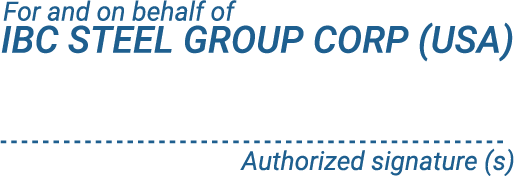 For and on behalf of
IBC STEEL GROUP CORP (USA)
Authorized signature (s)